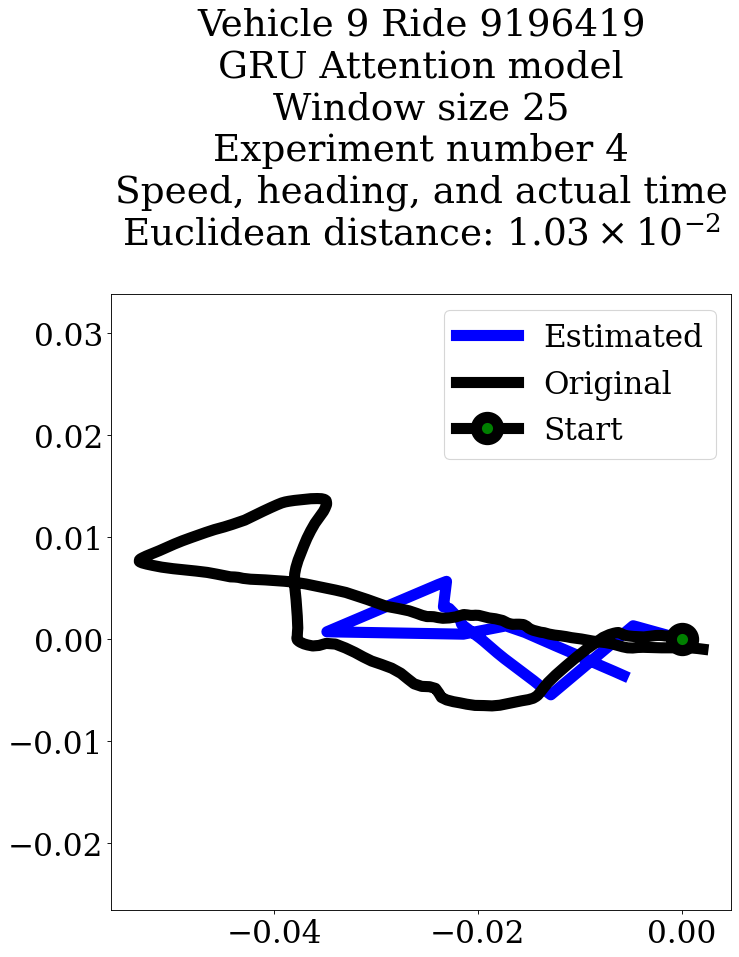 Vehicle 9 Ride 9196419
GRU Attention model
Window size 25
Experiment number 4
Speed, heading, and actual time
Euclidean distance: 1.03 × 10⁻²
Estimated
Original
Start
0.03
0.02
0.01
0.00
−0.01
−0.02
−0.04
−0.02
0.00